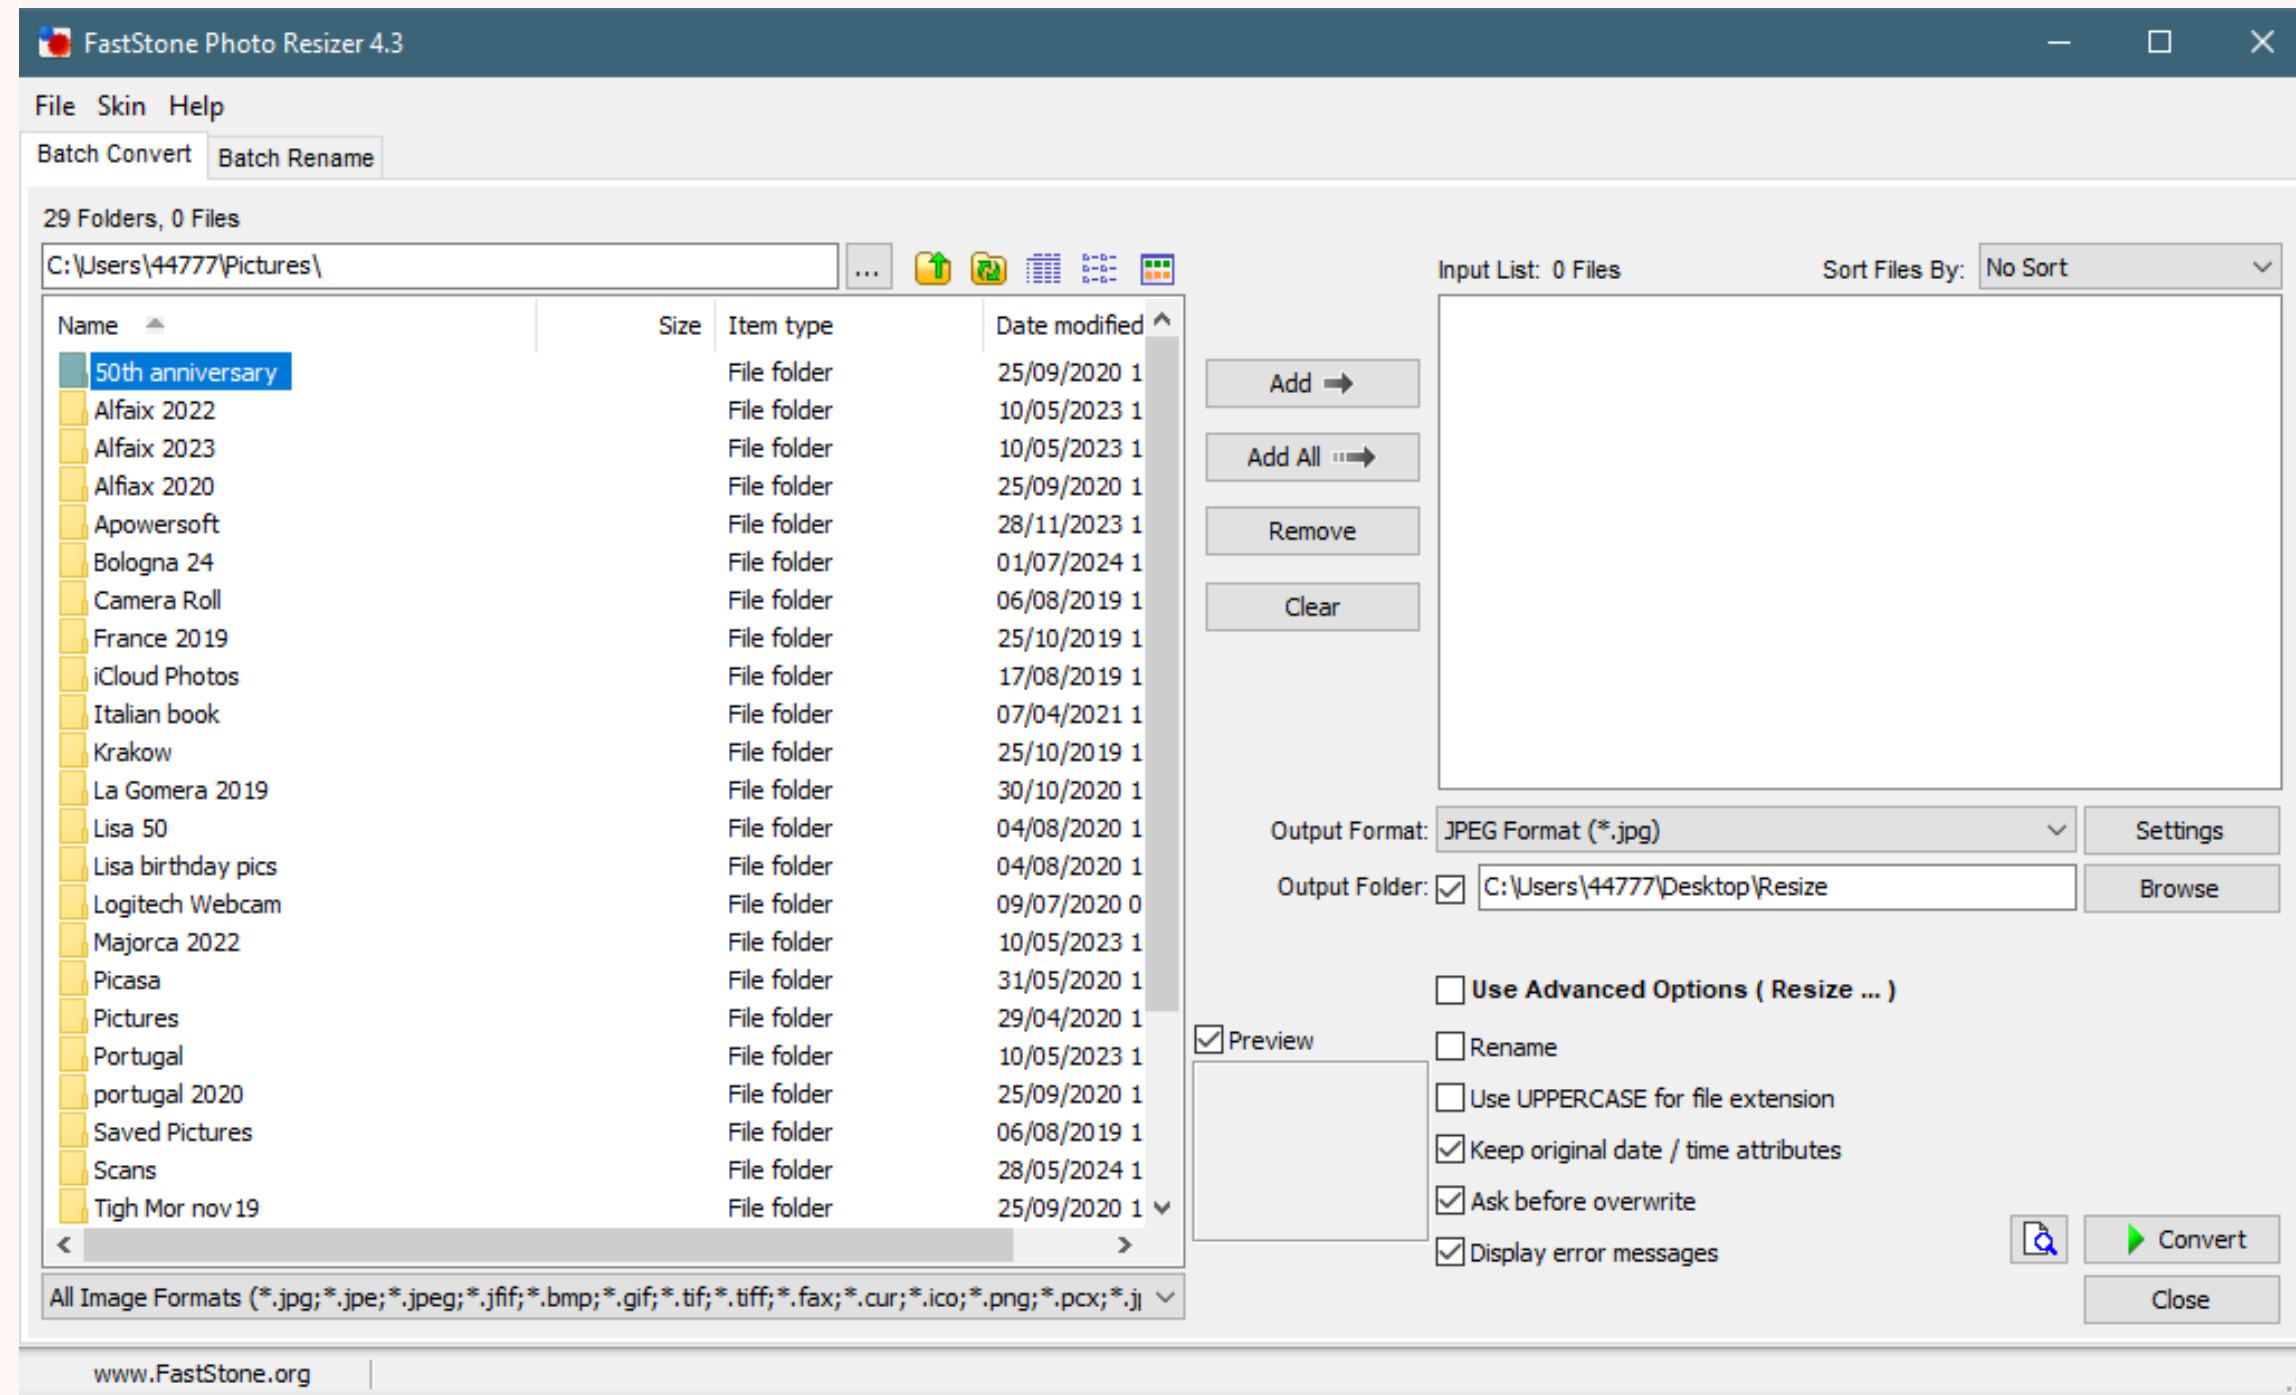 FastStone Photo Resizer 4.3
File Skin Help
Batch Convert Batch Rename
29 Folders, 0 Files
C:\Users\44777\Pictures\ ...
Input List: 0 Files Sort Files By: No Sort
Name Size Item type Date modified
50th anniversary File folder 25/09/2020 1
Alfaix 2022 File folder 10/05/2023 1
Alfaix 2023 File folder 10/05/2023 1
Alfiax 2020 File folder 25/09/2020 1
Apowersoft File folder 28/11/2023 1
Bologna 24 File folder 01/07/2024 1
Camera Roll File folder 06/08/2019 1
France 2019 File folder 25/10/2019 1
iCloud Photos File folder 17/08/2019 1
Italian book File folder 07/04/2021 1
Krakow File folder 25/10/2019 1
La Gomera 2019 File folder 30/10/2020 1
Lisa 50 File folder 04/08/2020 1
Lisa birthday pics File folder 04/08/2020 1
Logitech Webcam File folder 09/07/2020 0
Majorca 2022 File folder 10/05/2023 1
Picasa File folder 31/05/2020 1
Pictures File folder 29/04/2020 1
Portugal File folder 10/05/2023 1
portugal 2020 File folder 25/09/2020 1
Saved Pictures File folder 06/08/2019 1
Scans File folder 28/05/2024 1
Tigh Mor nov19 File folder 25/09/2020 1
All Image Formats (*.jpg;*.jpe;*.jpeg;*.jfif;*.bmp;*.gif;*.tif;*.tiff;*.fax;*.cur;*.ico;*.png;*.pcx;*.j
Add
Add All
Remove
Clear
Output Format: JPEG Format (*.jpg) Settings
Output Folder: C:\Users\44777\Desktop\Resize Browse
Use Advanced Options ( Resize ... )
Preview
Rename
Use UPPERCASE for file extension
Keep original date / time attributes
Ask before overwrite
Display error messages
Convert
Close
www.FastStone.org